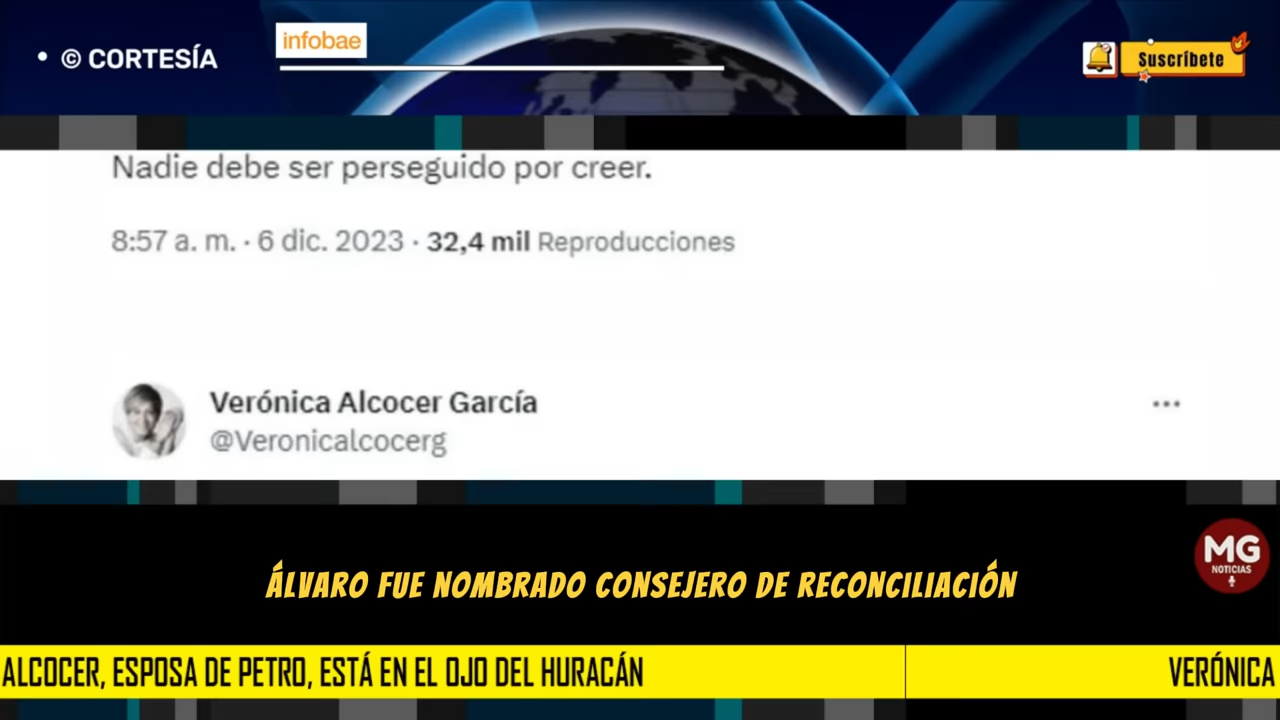 • © CORTESÍA
infobae
Suscríbete
Nadie debe ser perseguido por creer.
8:57 a. m. · 6 dic. 2023 · 32,4 mil Reproducciones
Verónica Alcocer García
@Veronicalcocerg
ÁLVARO FUE NOMBRADO CONSEJERO DE RECONCILIACIÓN
MG
NOTICIAS
ALCOCER, ESPOSA DE PETRO, ESTÁ EN EL OJO DEL HURACÁN
VERÓNICA